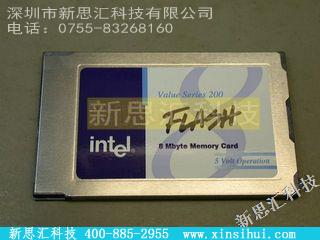 深圳市新思汇科技有限公司
电话：0755-83268160
8
Value Series 200
新思汇科技
FLASH
intel
8 Mbyte Memory Card
5 Volt Operation
新思汇科技
新思汇科技 400-885-2955 www.xinsihui.com